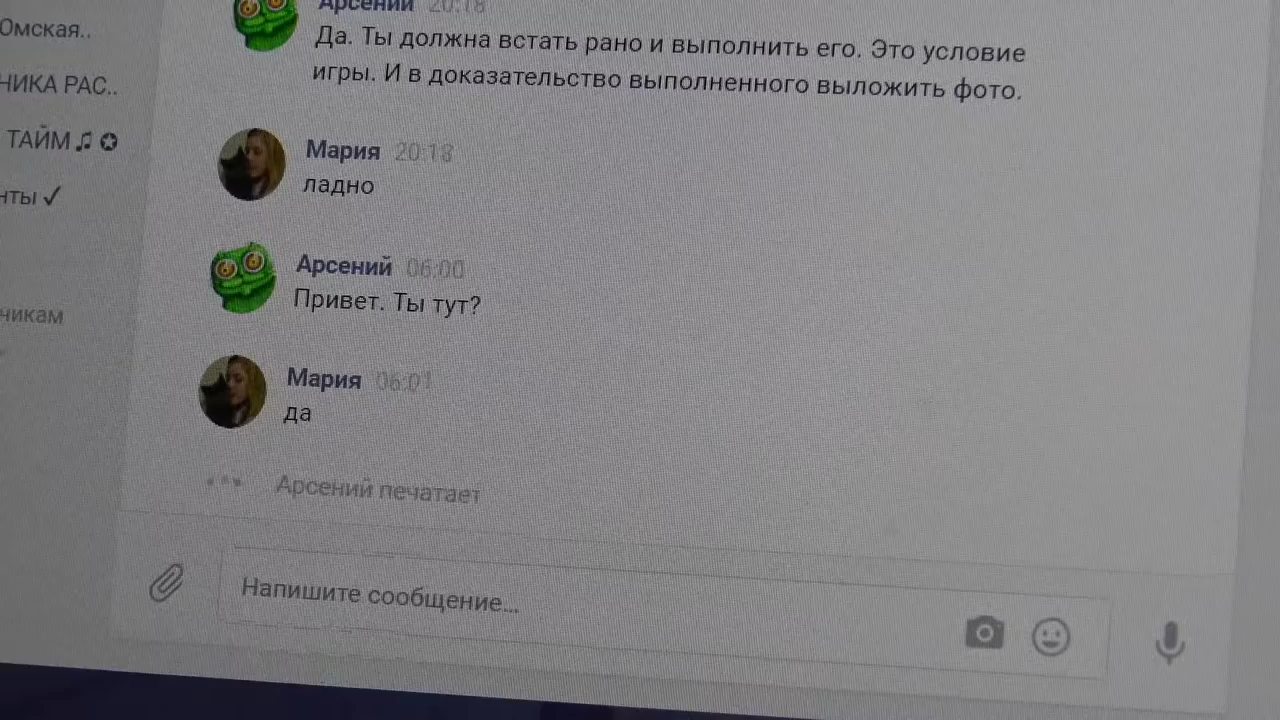 Арсений 20:18
Омская..
Да. Ты должна встать рано и выполнить его. Это условие
игры. И в доказательство выполненного выложить фото.
НИКА РАС..
ТАЙМ♫✪
Мария 20:18
ладно
нты ✓
Арсений 06:00
Привет. Ты тут?
чикам
Мария 06:01
да
Арсений печатает
Напишите сообщение...